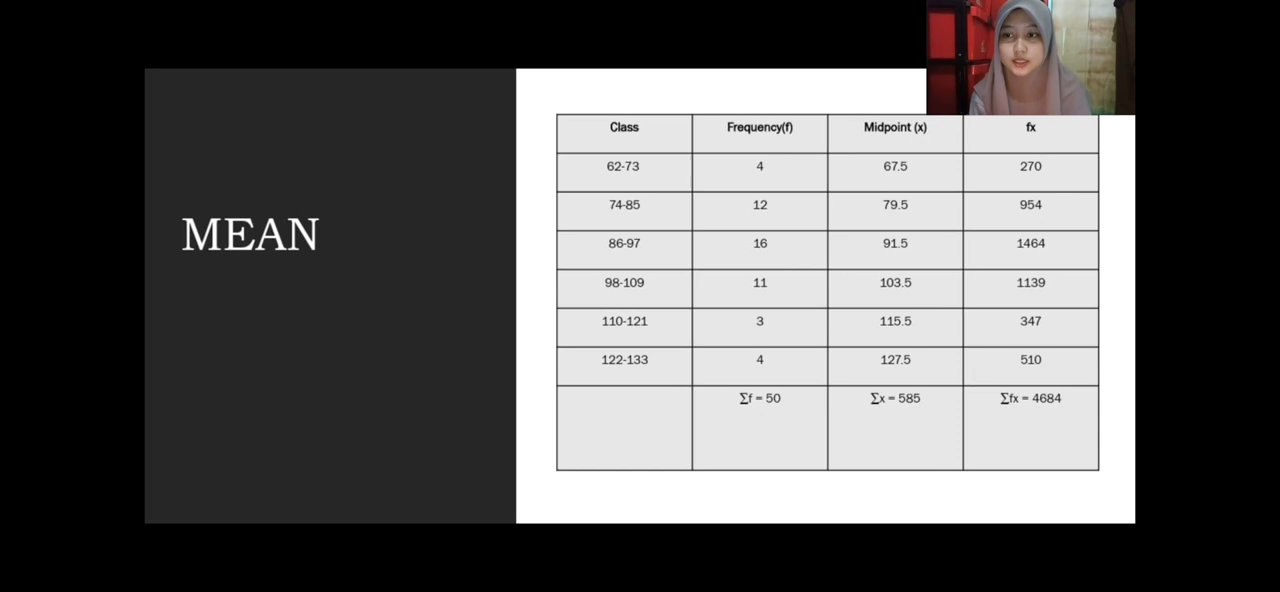 MEAN
Class Frequency(f) Midpoint (x) fx
62-73 4 67.5 270
74-85 12 79.5 954
86-97 16 91.5 1464
98-109 11 103.5 1139
110-121 3 115.5 347
122-133 4 127.5 510
∑f = 50 ∑x = 585 ∑fx = 4684